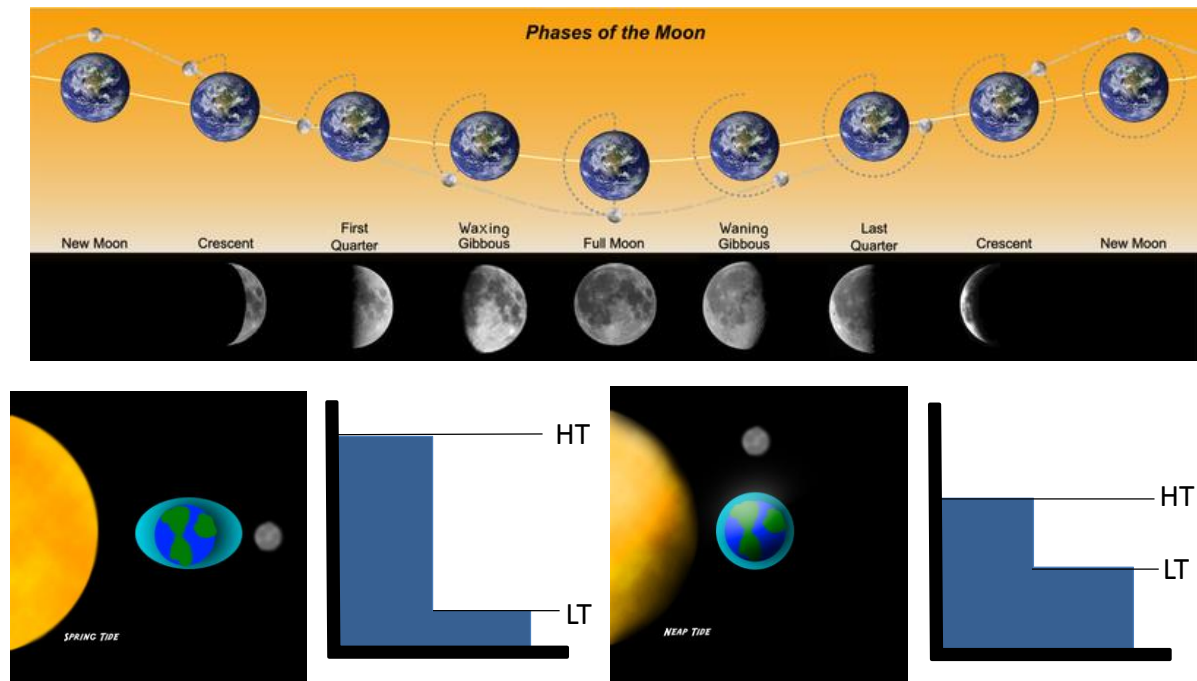 Phases of the Moon
New Moon
Crescent
First
Quarter
Waxing
Gibbous
Full Moon
Waning
Gibbous
Last
Quarter
Crescent
New Moon
SPRING TIDE
HT
LT
NEAP TIDE
HT
LT